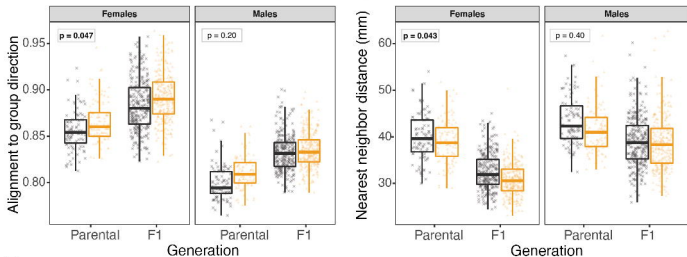 Females
Males
Alignment to group direction
0.95
0.90
0.85
0.80
p = 0.047
p = 0.20
Parental
F1
Parental
F1
Generation
Females
Males
Nearest neighbor distance (mm)
60
50
40
30
p = 0.043
p = 0.40
Parental
F1
Parental
F1
Generation